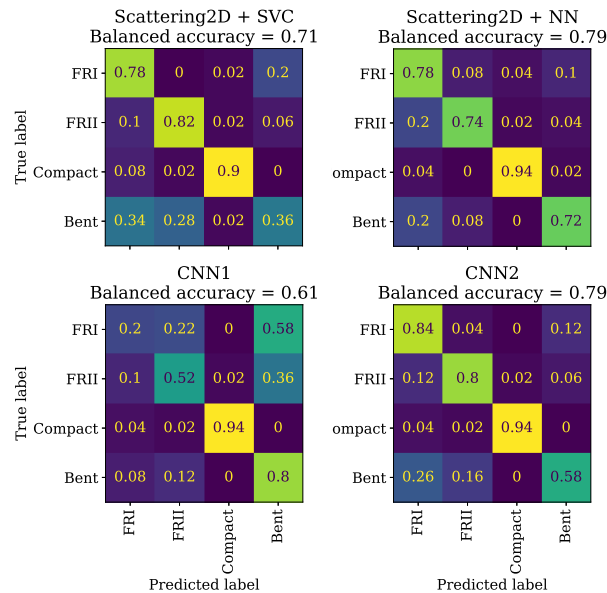 Scattering2D + SVC
Balanced accuracy = 0.71
True label
FRI 0.78 0 0.02 0.2
FRII 0.1 0.82 0.02 0.06
Compact 0.08 0.02 0.9 0
Bent 0.34 0.28 0.02 0.36
Scattering2D + NN
Balanced accuracy = 0.79
FRI 0.78 0.08 0.04 0.1
FRII 0.2 0.74 0.02 0.04
ompact 0.04 0 0.94 0.02
Bent 0.2 0.08 0 0.72
CNN1
Balanced accuracy = 0.61
True label
FRI 0.2 0.22 0 0.58
FRII 0.1 0.52 0.02 0.36
Compact 0.04 0.02 0.94 0
Bent 0.08 0.12 0 0.8
FRI FRII Compact Bent
Predicted label
CNN2
Balanced accuracy = 0.79
FRI 0.84 0.04 0 0.12
FRII 0.12 0.8 0.02 0.06
ompact 0.04 0.02 0.94 0
Bent 0.26 0.16 0 0.58
FRI FRII Compact Bent
Predicted label